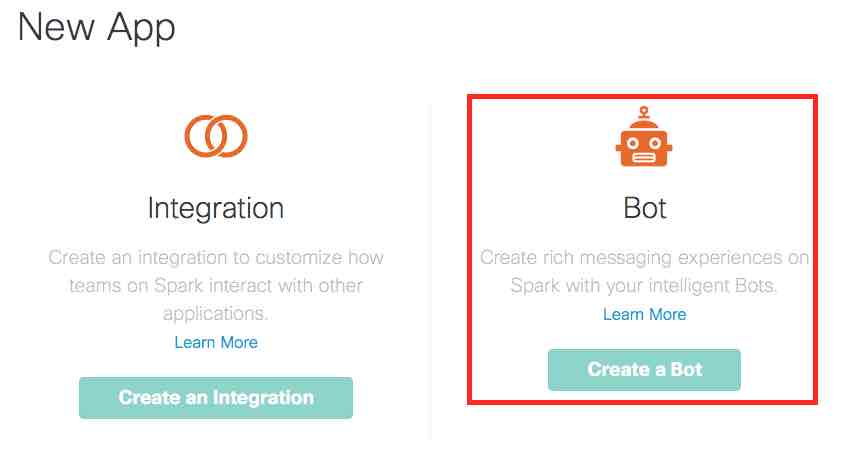 New App
Integration
Create an integration to customize how
teams on Spark interact with other
applications.
Learn More
Create an Integration
Bot
Create rich messaging experiences on
Spark with your intelligent Bots.
Learn More
Create a Bot